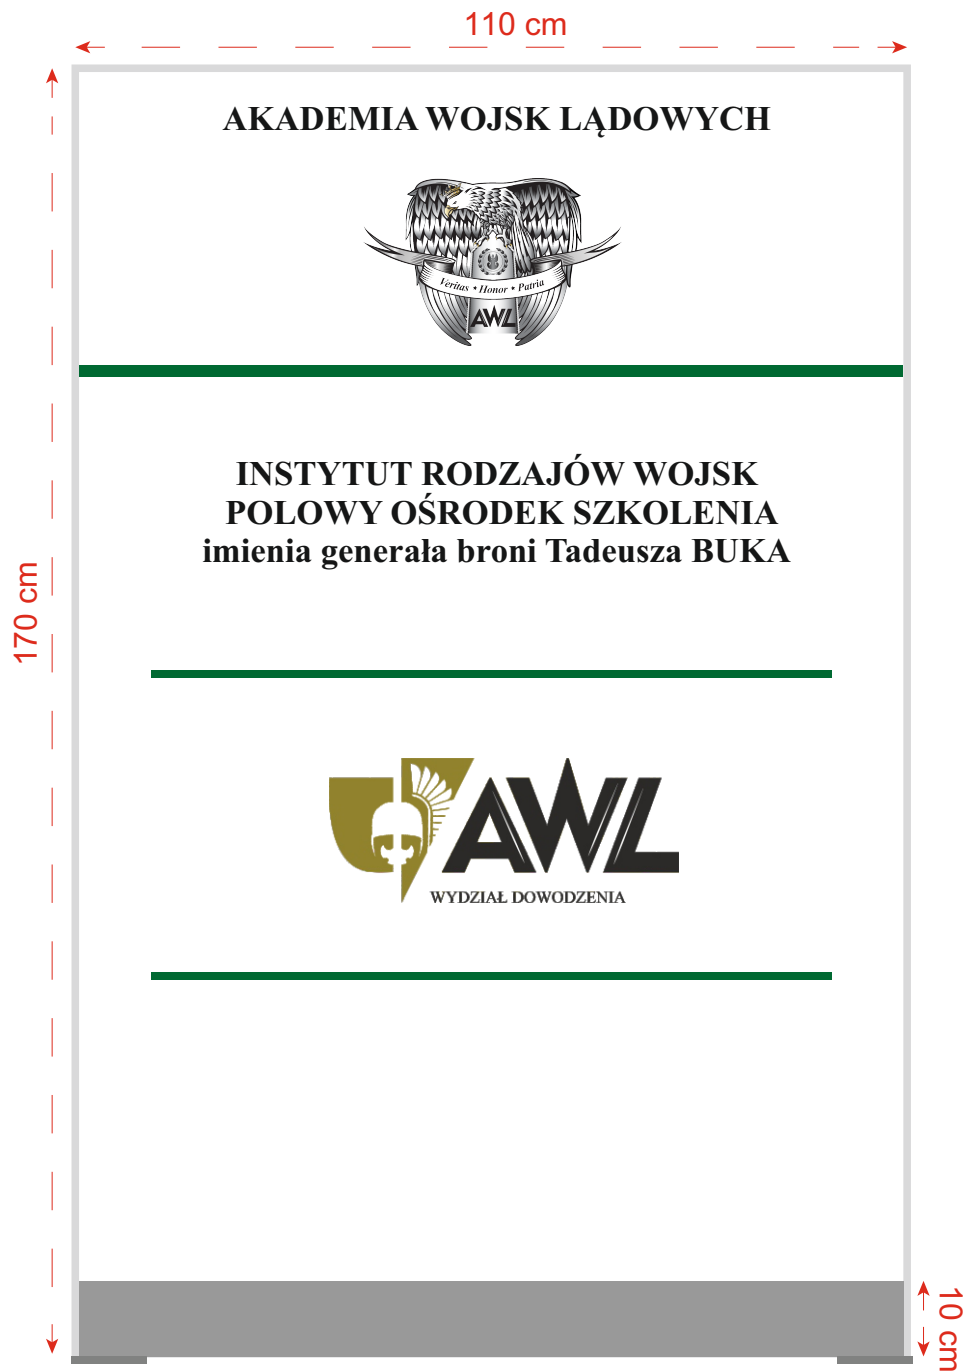 110 cm
AKADEMIA WOJSK LĄDOWYCH
Veritas * Honor * Patria
AWL
INSTYTUT RODZAJÓW WOJSK
POLOWY OŚRODEK SZKOLENIA
imienia generała broni Tadeusza BUKA
170 cm
AWL
WYDZIAŁ DOWODZENIA
10 cm